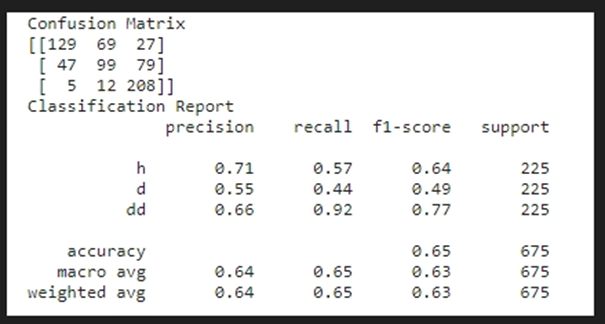 Confusion Matrix
[[129 69 27]
[ 47 99 79]
[ 5 12 208]]
Classification Report
precision recall f1-score support
h 0.71 0.57 0.64 225
d 0.55 0.44 0.49 225
dd 0.66 0.92 0.77 225
accuracy 0.65 675
macro avg 0.64 0.65 0.63 675
weighted avg 0.64 0.65 0.63 675